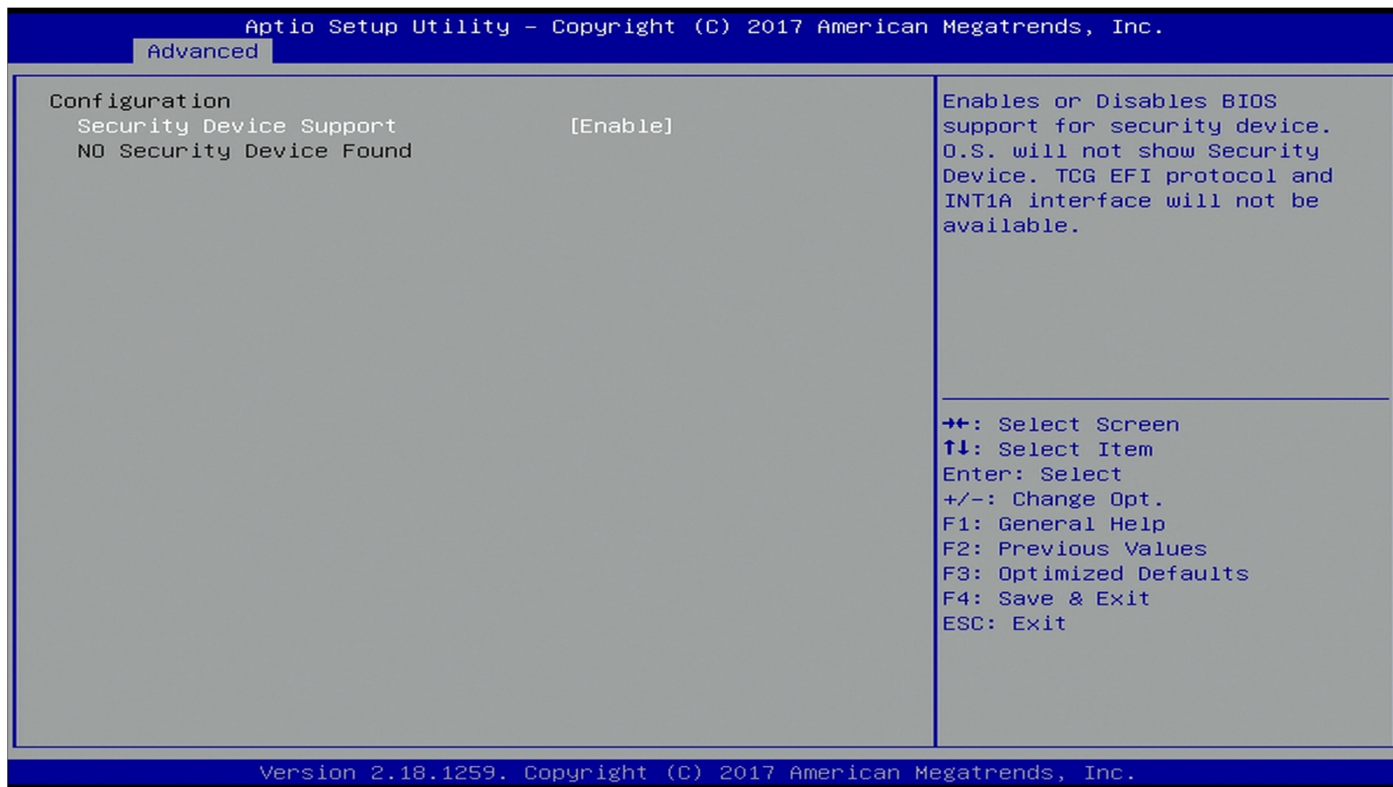 Aptio Setup Utility – Copyright (C) 2017 American Megatrends, Inc.
Advanced
Configuration
Security Device Support [Enable]
NO Security Device Found
Enables or Disables BIOS
support for security device.
O.S. will not show Security
Device. TCG EFI protocol and
INT1A interface will not be
available.
→←: Select Screen
↑↓: Select Item
Enter: Select
+/-: Change Opt.
F1: General Help
F2: Previous Values
F3: Optimized Defaults
F4: Save & Exit
ESC: Exit
Version 2.18.1259. Copyright (C) 2017 American Megatrends, Inc.